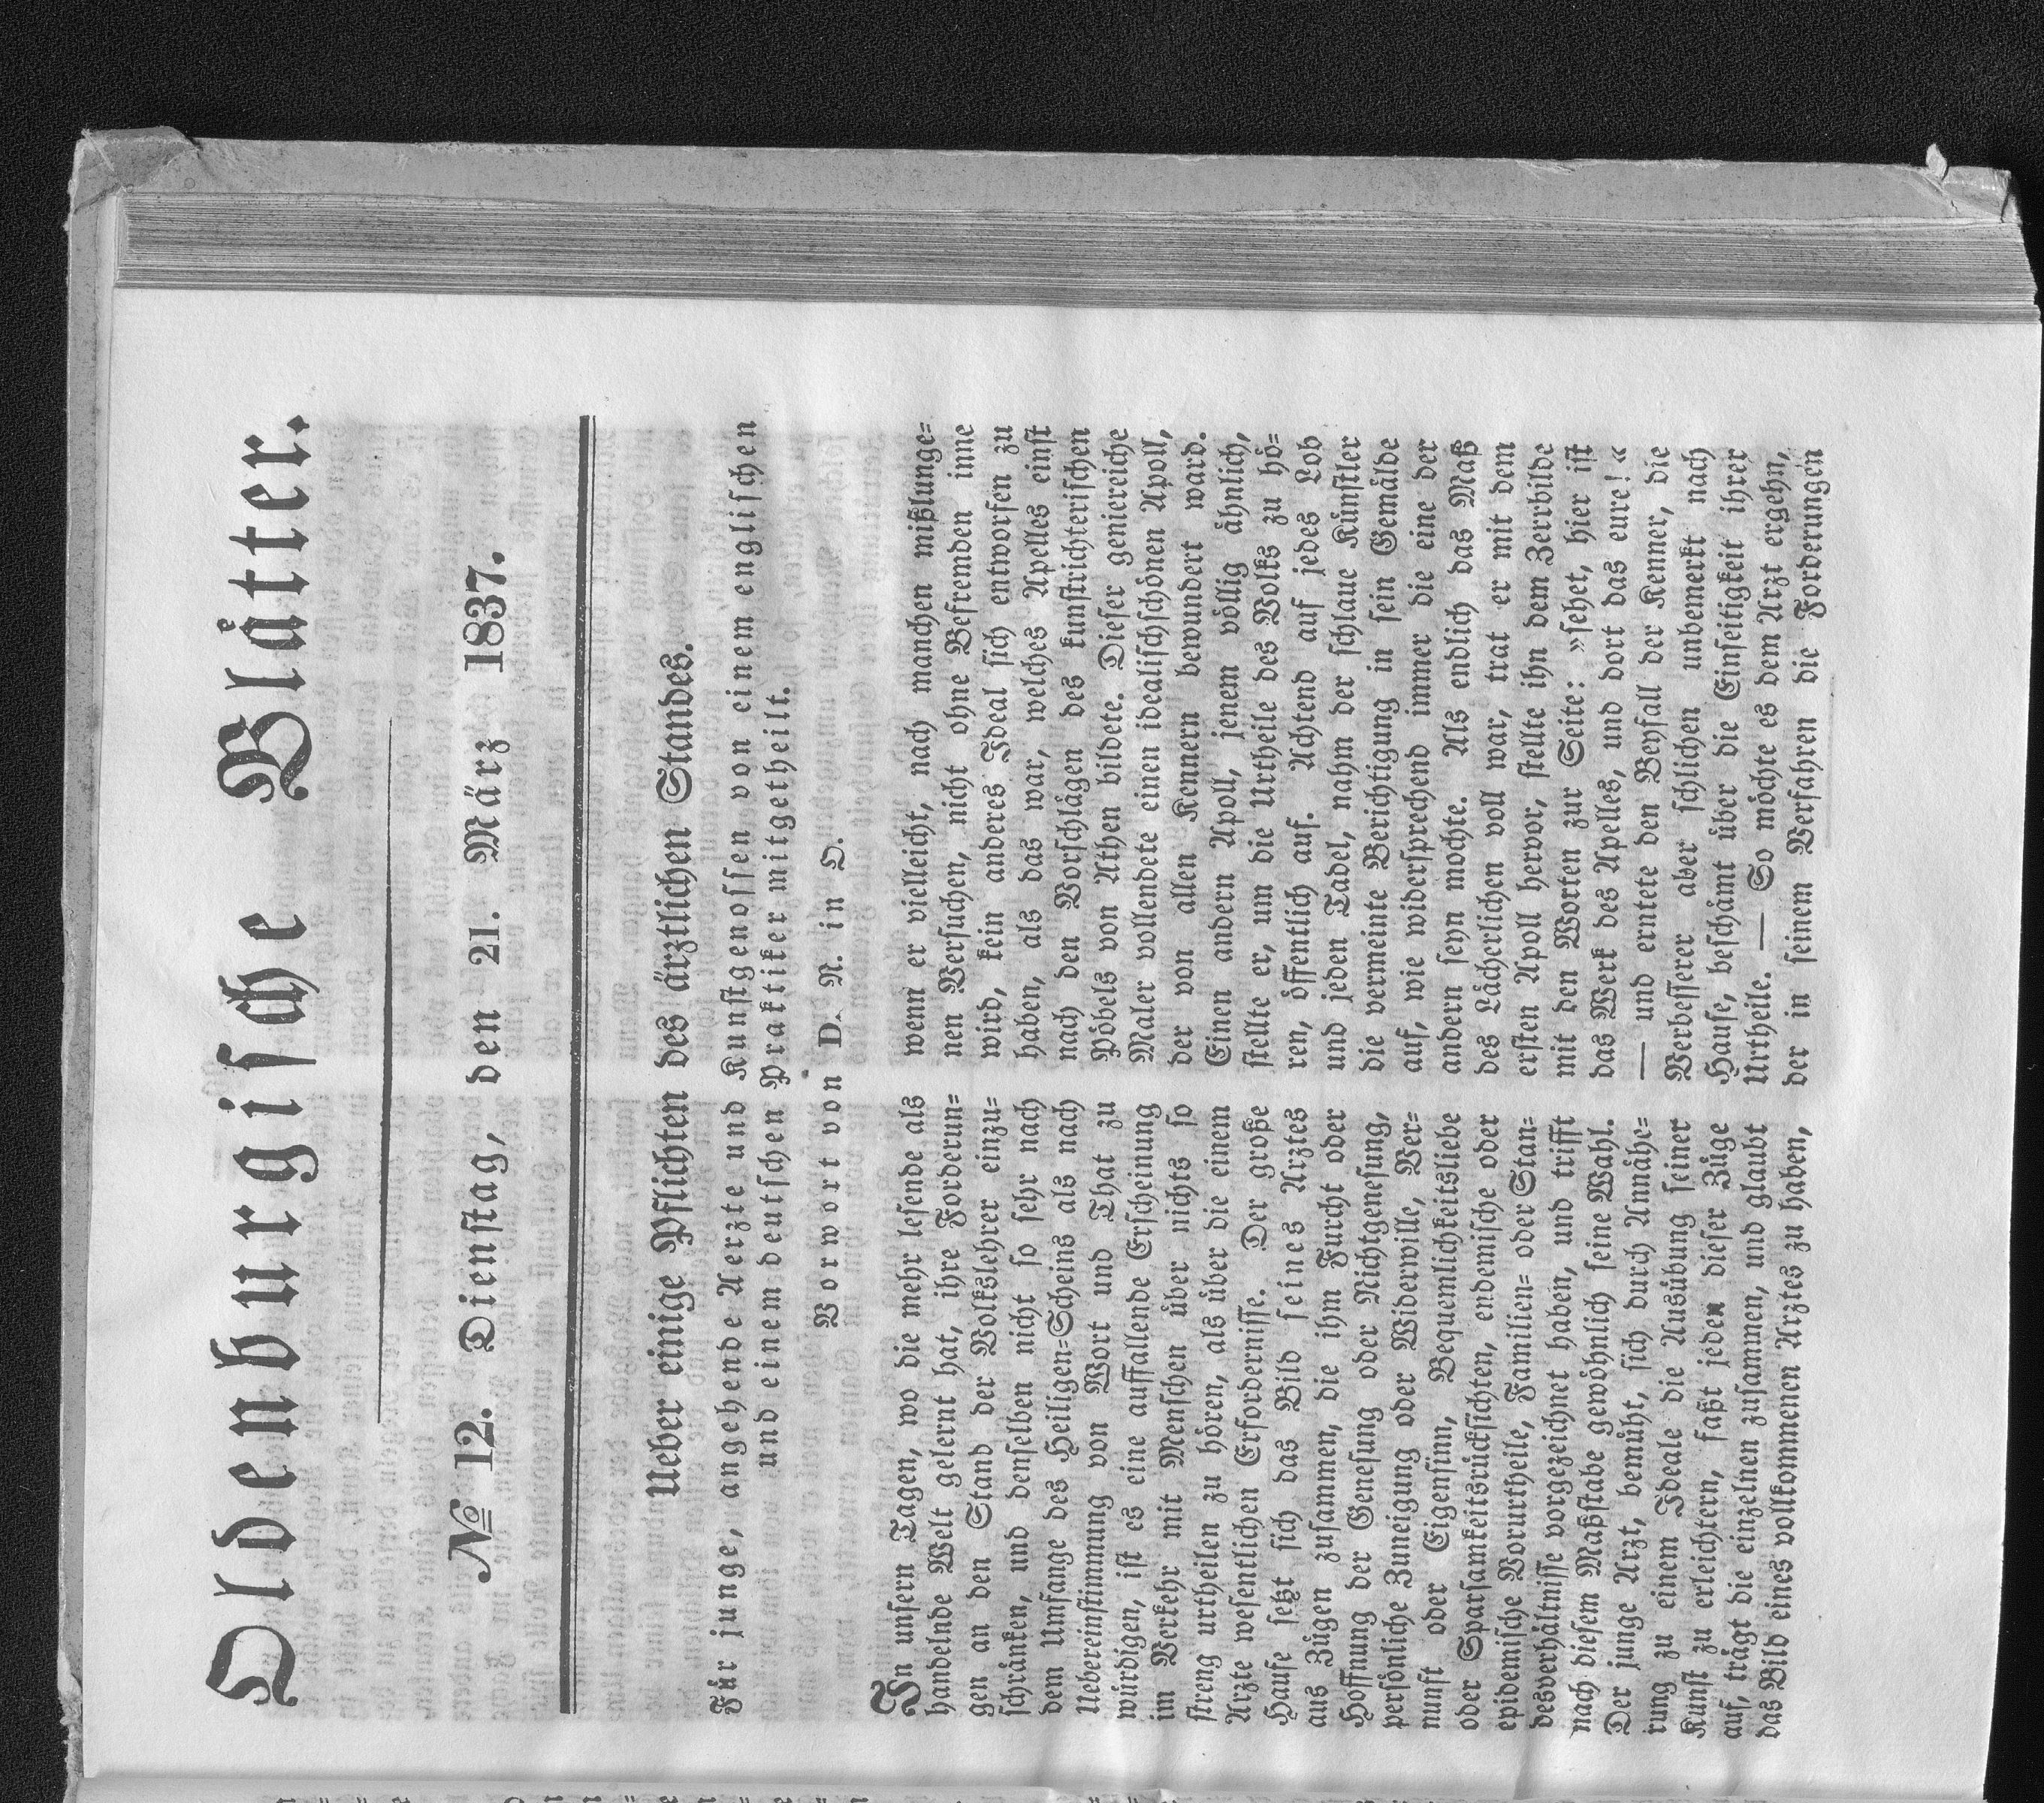 Oldenburgische Blätter.
№ 12. Dienstag, den 21. März 1837.
Ueber einige Pflichten des ärztlichen Standes.
Für junge, angehende Aerzte und Kunstgenossen von einem englischen
und einem deutschen Praktiker mitgetheilt.
Vorwort von D. N. in O.
In unsern Tagen, wo die mehr lesende als
handelnde Welt gelernt hat, ihre Forderun=
gen an den Stand der Volkslehrer einzu=
schränken, und denselben nicht so sehr nach
dem Umfange des Heiligen=Scheins als nach
Uebereinstimmung von Wort und That zu
würdigen, ist es eine auffallende Erscheinung
im Verkehr mit Menschen über nichts so
streng urtheilen zu hören, als über die einem
Arzte wesentlichen Erfordernisse. Der große
Hause setzt sich das Bild seines Arztes
aus Zügen zusammen, die ihm Furcht oder
Hoffnung der Genesung oder Nichtgenesung,
persönliche Zuneigung oder Widerwille, Ver=
nunft oder Eigensinn, Bequemlichkeitsliebe
oder Sparsamkeitsrücksichten, endemische oder
epidemische Vorurtheile, Familien= oder Stan=
desverhältnisse vorgezeichnet haben, und trifft
nach diesem Maßstabe gewöhnlich seine Wahl.
Der junge Arzt, bemüht, sich durch Annähe=
rung zu einem Ideale die Ausübung seiner
Kunst zu erleichtern, faßt jeden dieser Züge
auf, trägt die einzelnen zusammen, und glaubt
das Bild eines vollkommenen Arztes zu haben,
wenn er vielleicht, nach manchen mißlunge=
nen Versuchen, nicht ohne Befremden inne
wird, kein anderes Ideal sich entworfen zu
haben, als das war, welches Apelles einst
nach den Vorschlägen des kunstrichterischen
Pöbels von Athen bildete. Dieser geniereiche
Maler vollendete einen idealischschönen Apoll,
der von allen Kennern bewundert ward.
Einen andern Apoll, jenem völlig ähnlich,
stellte er, um die Urtheile des Volks zu hö=
ren, öffentlich auf. Achtend auf jedes Lob
und jeden Tadel, nahm der schlaue Künstler
die vermeinte Berichtigung in sein Gemälde
auf, wie widersprechend immer die eine der
andern seyn mochte. Als endlich das Maß
des Lächerlichen voll war, trat er mit dem
ersten Apoll hervor, stellte ihn dem Zerrbilde
mit den Worten zur Seite: »sehet, hier ist
das Werk des Apelles, und dort das eure!«
— und erntete den Beyfall der Kenner, die
Verbesserer aber schlichen unbemerkt nach
Hause, beschämt über die Einseitigkeit ihrer
Urtheile. — So möchte es dem Arzt ergehn,
der in seinem Verfahren die Forderungen